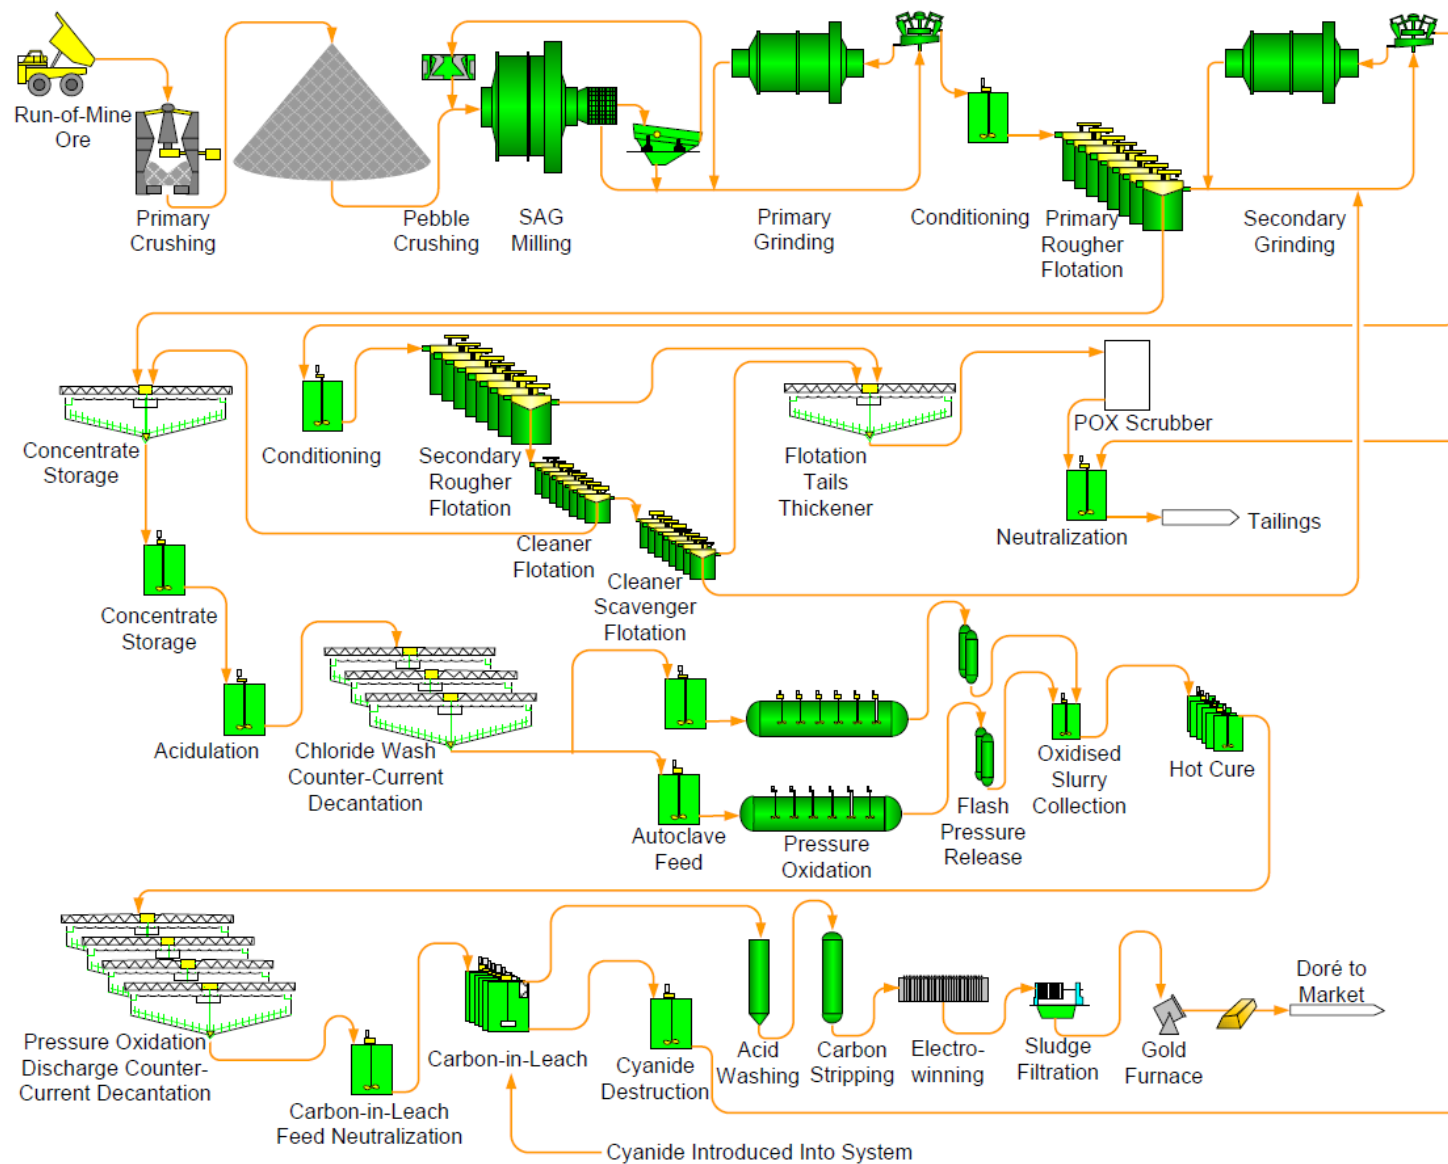 Run-of-Mine
Ore
Primary
Crushing
Pebble
Crushing
SAG
Milling
Primary
Grinding
Conditioning
Primary
Rougher
Flotation
Secondary
Grinding
Concentrate
Storage
Conditioning
Secondary
Rougher
Flotation
Flotation
Tails
Thickener
POX Scrubber
Neutralization
Tailings
Cleaner
Flotation
Cleaner
Scavenger
Flotation
Concentrate
Storage
Acidulation
Chloride Wash
Counter-Current
Decantation
Autoclave
Feed
Pressure
Oxidation
Flash
Pressure
Release
Oxidised
Slurry
Collection
Hot Cure
Pressure Oxidation
Discharge Counter-
Current Decantation
Carbon-in-Leach
Feed Neutralization
Carbon-in-Leach
Cyanide
Destruction
Acid
Washing
Carbon
Stripping
Electro-
winning
Sludge
Filtration
Gold
Furnace
Doré to
Market
Cyanide Introduced Into System